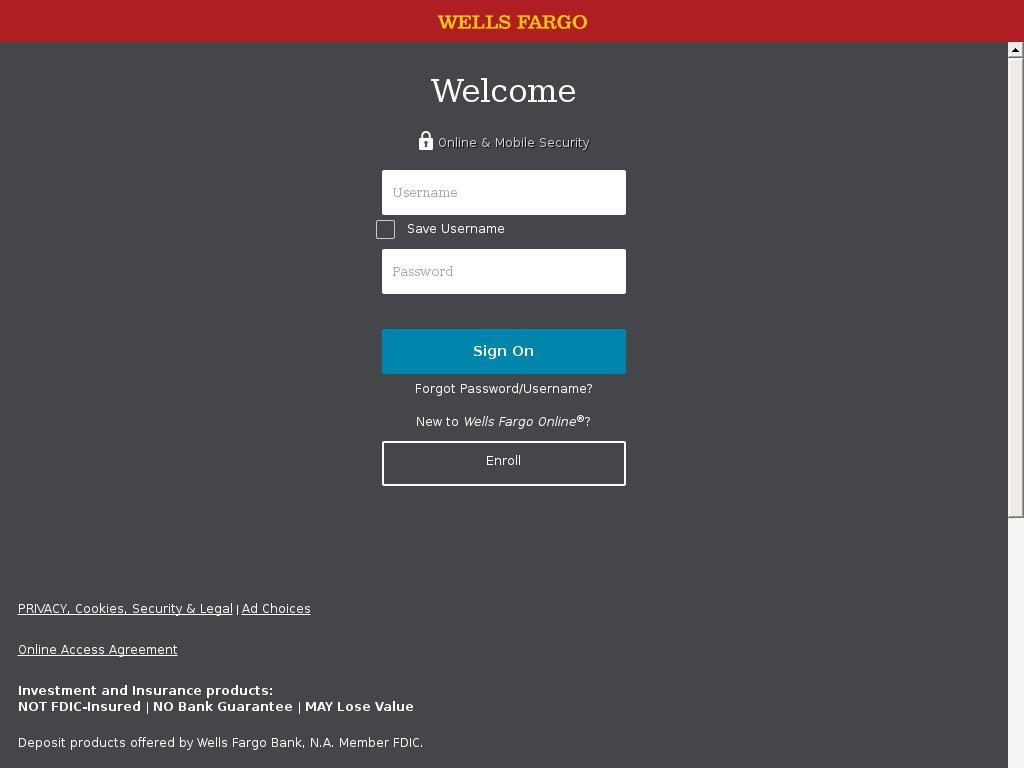 WELLS FARGO
Welcome
Online & Mobile Security
Username
Save Username
Password
Sign On
Forgot Password/Username?
New to Wells Fargo Online®?
Enroll
PRIVACY, Cookies, Security & Legal | Ad Choices
Online Access Agreement
Investment and Insurance products:
NOT FDIC-Insured | NO Bank Guarantee | MAY Lose Value
Deposit products offered by Wells Fargo Bank, N.A. Member FDIC.